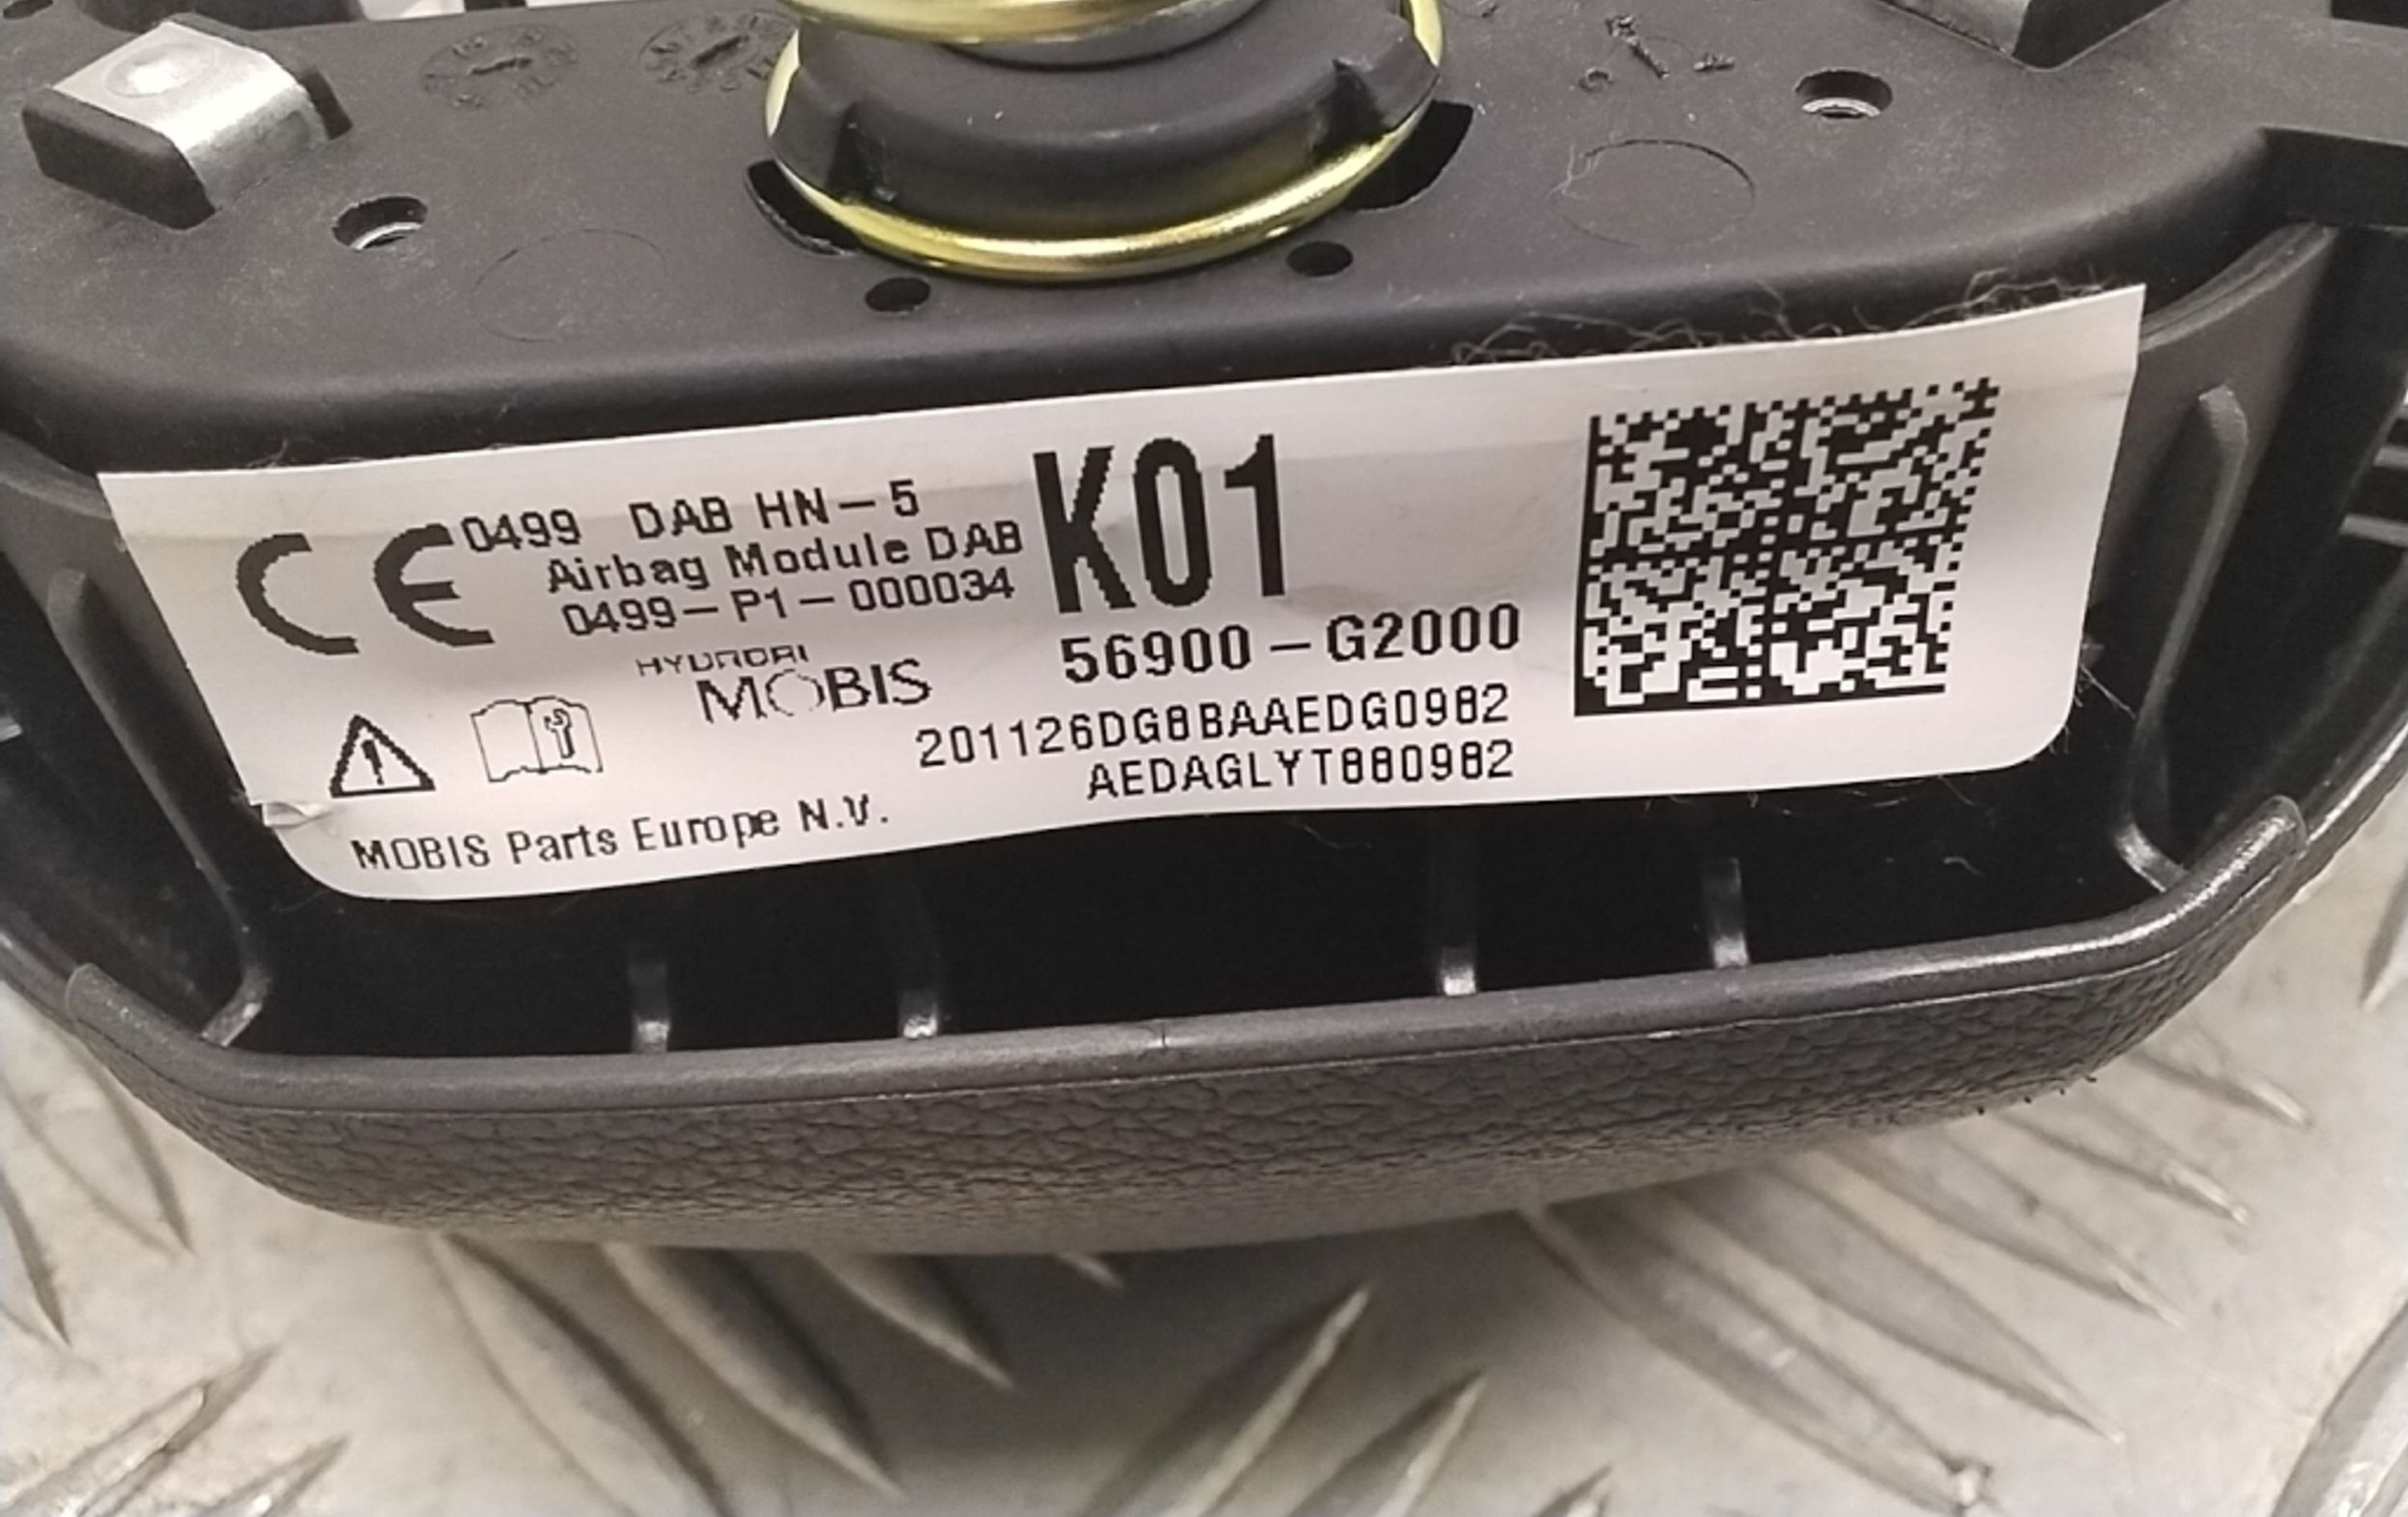 CE 0499 DAB HN-5
Airbag Module DAB
0499-P1-000034
K01
56900-G2000
HYUNDAI
MOBIS
201126DG8BAAEDG0982
AEDAGLYT880982
MOBIS Parts Europe N.V.